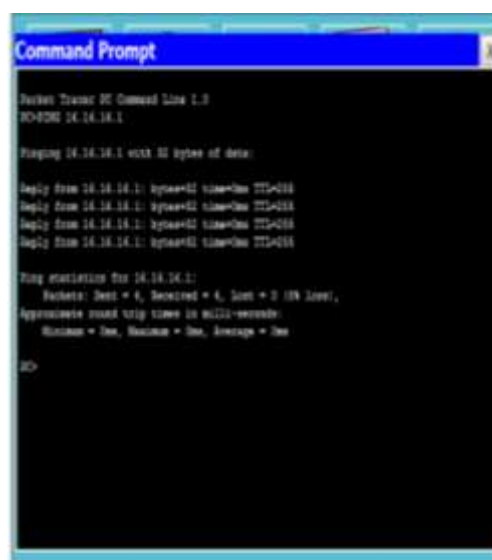 Command Prompt
Packet Tracer PC Command Line 1.0
PC>PING 16.16.16.1
Pinging 16.16.16.1 with 32 bytes of data:
Reply from 16.16.16.1: bytes=32 time=0ms TTL=255
Reply from 16.16.16.1: bytes=32 time=0ms TTL=255
Reply from 16.16.16.1: bytes=32 time=0ms TTL=255
Reply from 16.16.16.1: bytes=32 time=0ms TTL=255
Ping statistics for 16.16.16.1:
Packets: Sent = 4, Received = 4, Lost = 0 (0% loss),
Approximate round trip times in milli-seconds:
Minimum = 0ms, Maximum = 0ms, Average = 0ms
PC>